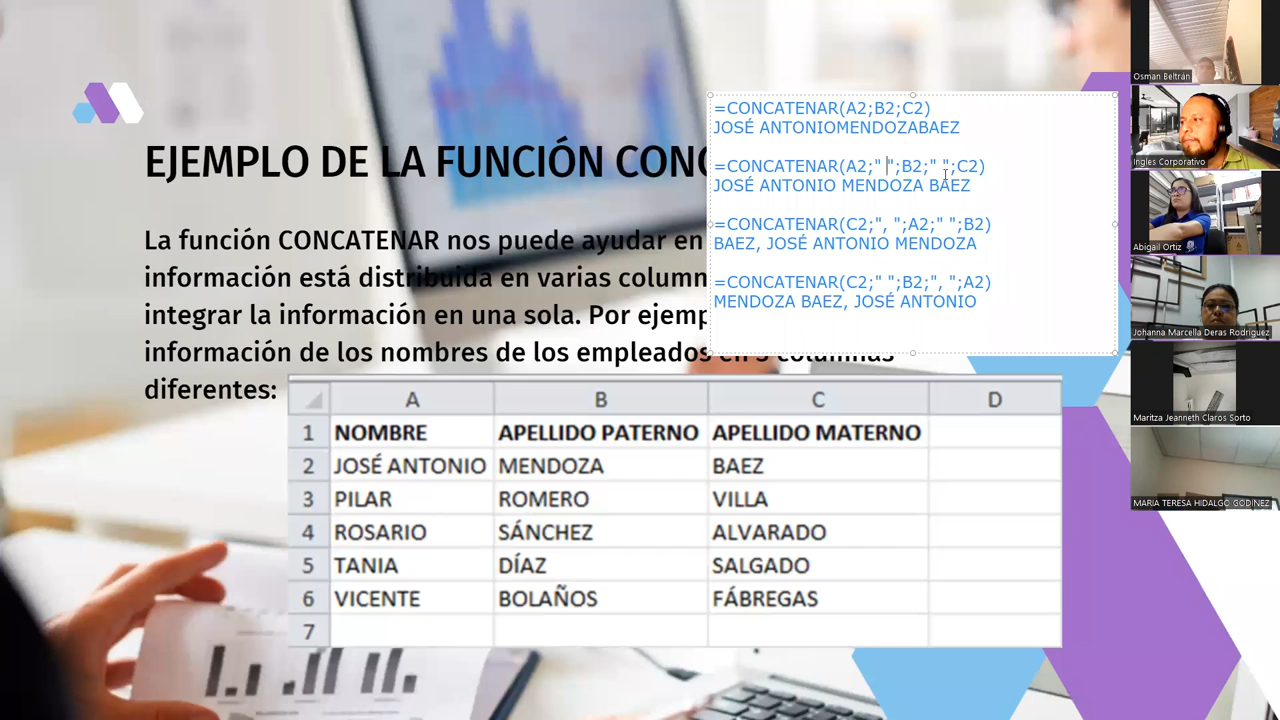 EJEMPLO DE LA FUNCIÓN CONC
La función CONCATENAR nos puede ayudar en
información está distribuida en varias column
integrar la información en una sola. Por ejemp
información de los nombres de los empleados en 3 columnas
diferentes:
=CONCATENAR(A2;B2;C2)
JOSÉ ANTONIOMENDOZABAEZ
=CONCATENAR(A2;" ";B2;" ";C2)
JOSÉ ANTONIO MENDOZA BAEZ
=CONCATENAR(C2;", ";A2;" ";B2)
BAEZ, JOSÉ ANTONIO MENDOZA
=CONCATENAR(C2;" ";B2;", ";A2)
MENDOZA BAEZ, JOSÉ ANTONIO
A B C D
1 NOMBRE APELLIDO PATERNO APELLIDO MATERNO
2 JOSÉ ANTONIO MENDOZA BAEZ
3 PILAR ROMERO VILLA
4 ROSARIO SÁNCHEZ ALVARADO
5 TANIA DÍAZ SALGADO
6 VICENTE BOLAÑOS FÁBREGAS
7
Osman Beltrán
Ingles Corporativo
Abigail Ortiz
Johanna Marcella Deras Rodriguez
Maritza Jeanneth Claros Sorto
MARIA TERESA HIDALGO GODINEZ